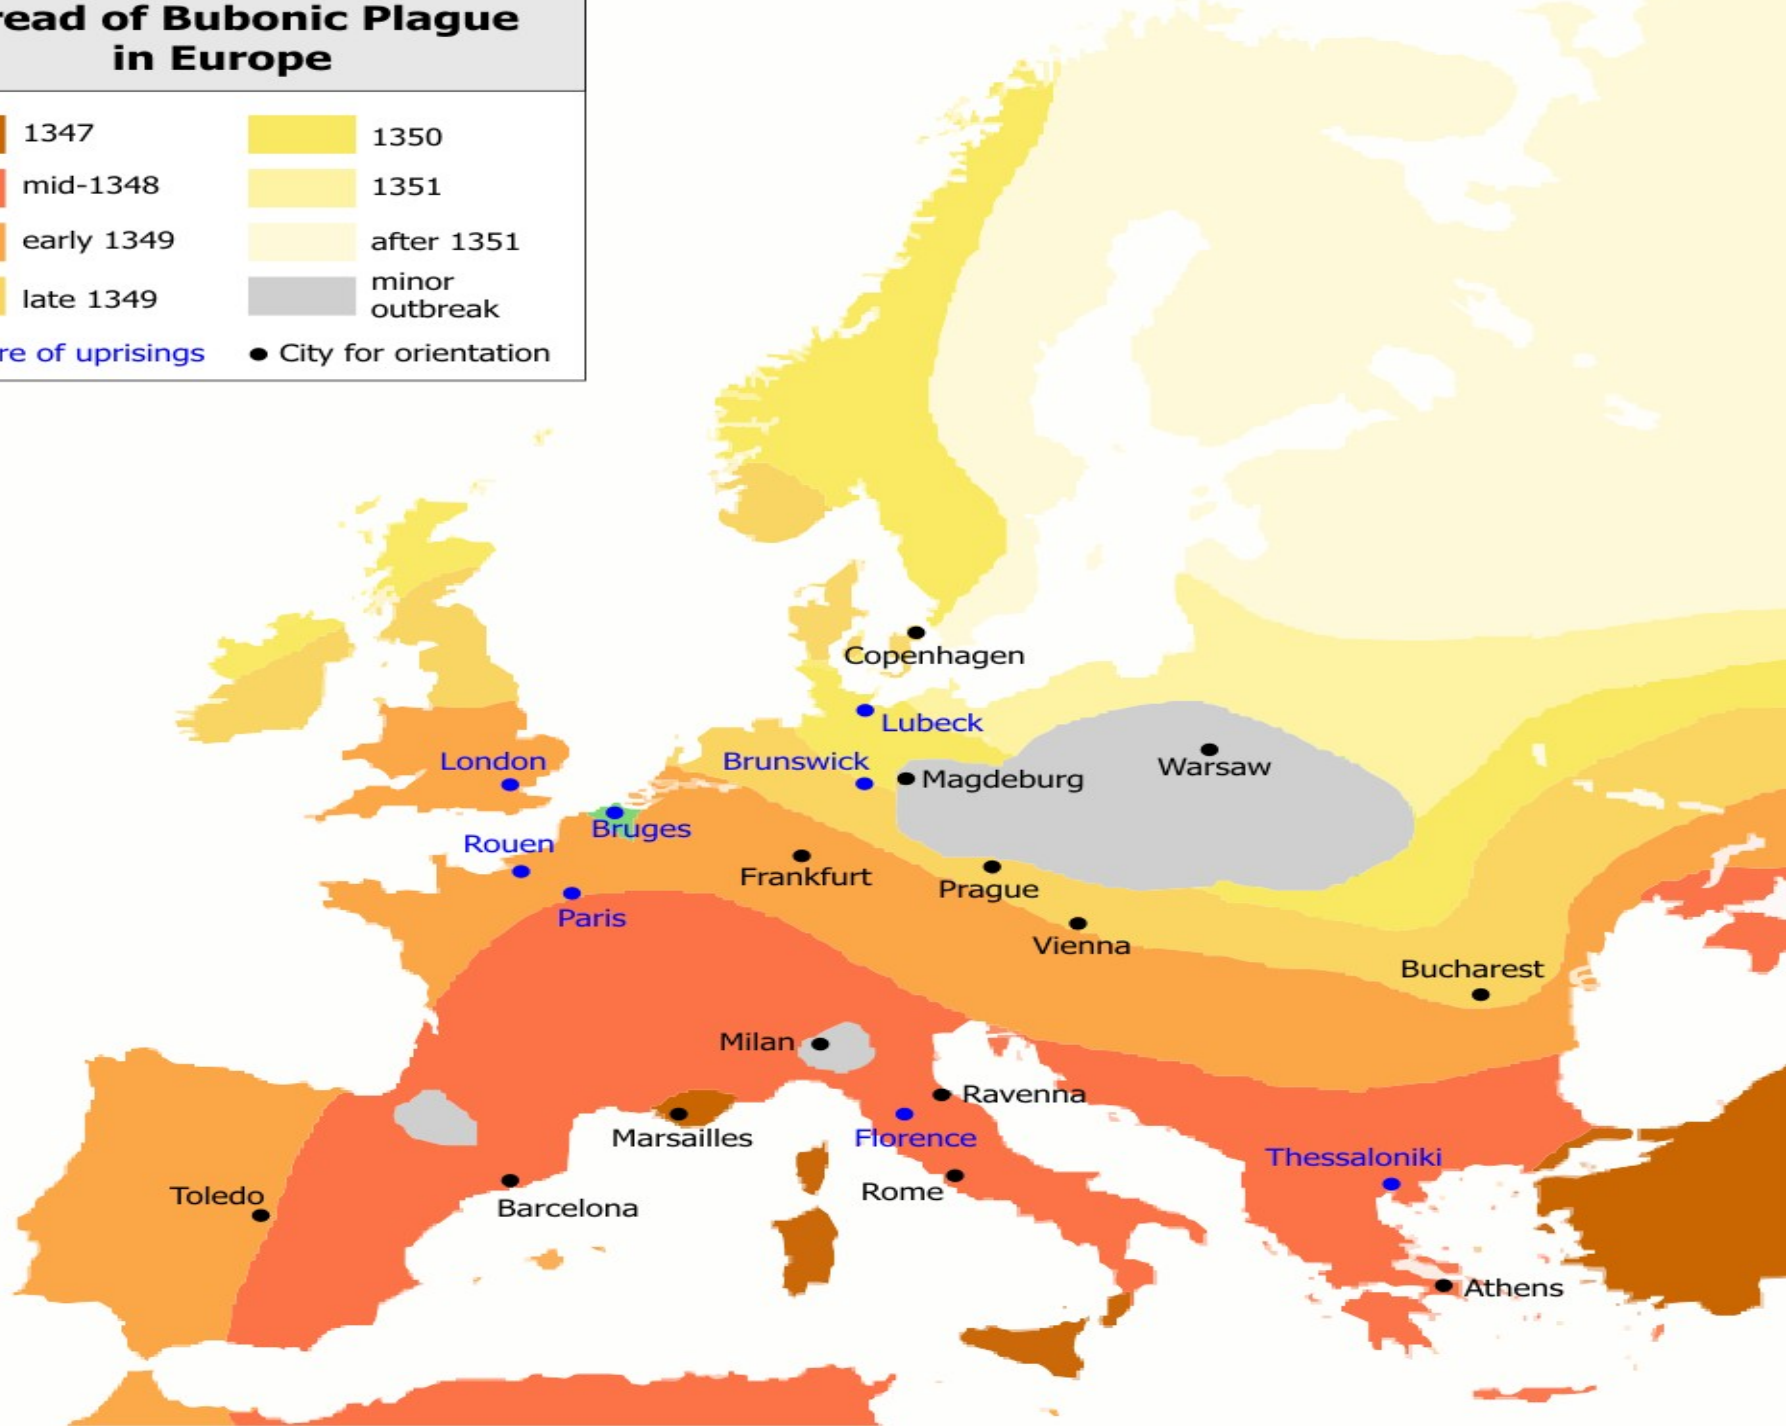 read of Bubonic Plague
in Europe
1347
1350
mid-1348
1351
early 1349
after 1351
late 1349
minor
outbreak
re of uprisings
City for orientation
Copenhagen
Lubeck
Brunswick
Magdeburg
Warsaw
London
Bruges
Rouen
Frankfurt
Prague
Paris
Vienna
Bucharest
Milan
Ravenna
Marsailles
Florence
Thessaloniki
Toledo
Rome
Barcelona
Athens